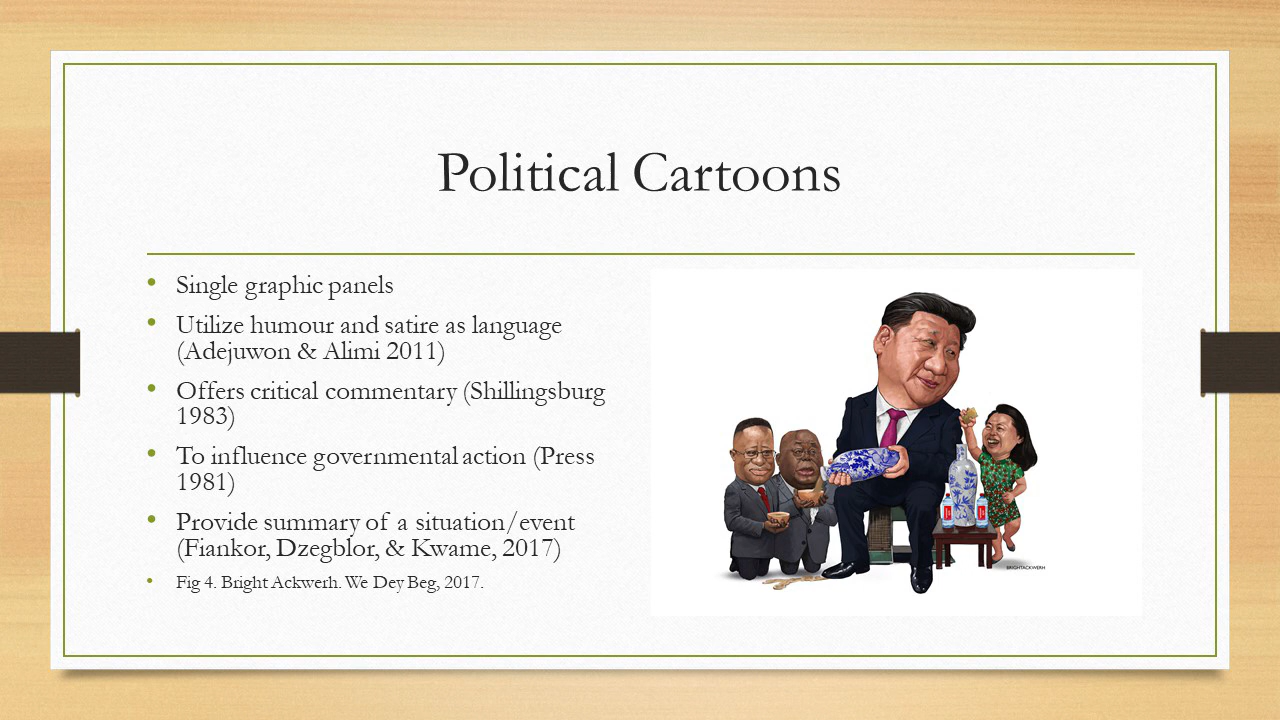 Political Cartoons
• Single graphic panels
• Utilize humour and satire as language
(Adejuwon & Alimi 2011)
• Offers critical commentary (Shillingsburg
1983)
• To influence governmental action (Press
1981)
• Provide summary of a situation/event
(Fiankor, Dzegblor, & Kwame, 2017)
• Fig 4. Bright Ackwerh. We Dey Beg, 2017.
BRIGHTACKWERH